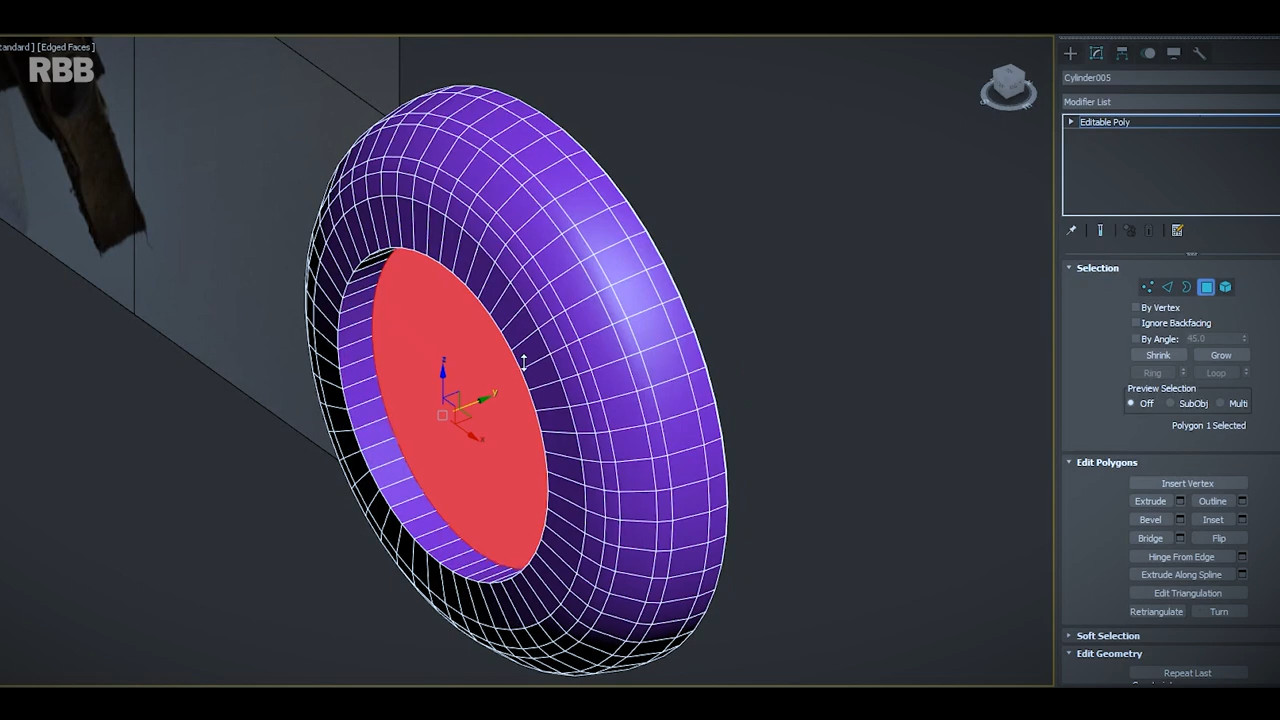 tandard ] [Edged Faces ]
RBB
Cylinder005
Modifier List
Editable Poly
Selection
By Vertex
Ignore Backfacing
By Angle: 45.0
Shrink Grow
Ring Loop
Preview Selection
Off SubObj Multi
Polygon 1 Selected
Edit Polygons
Insert Vertex
Extrude Outline
Bevel Inset
Bridge Flip
Hinge From Edge
Extrude Along Spline
Edit Triangulation
Retriangulate Turn
Soft Selection
Edit Geometry
Repeat Last
z
y
x